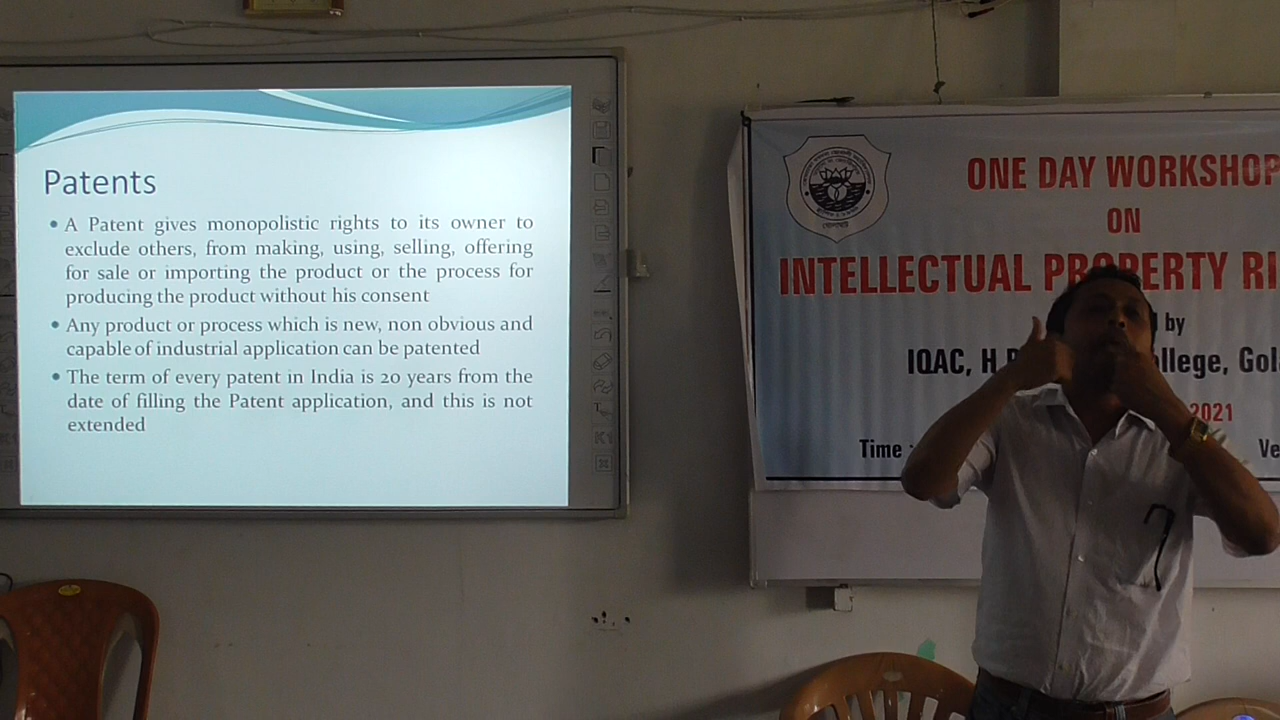 Patents
• A Patent gives monopolistic rights to its owner to
exclude others, from making, using, selling, offering
for sale or importing the product or the process for
producing the product without his consent
• Any product or process which is new, non obvious and
capable of industrial application can be patented
• The term of every patent in India is 20 years from the
date of filling the Patent application, and this is not
extended
ONE DAY WORKSHOP
ON
INTELLECTUAL PROPERTY RI
by
IQAC, H llege, Gol
2021
Time : Ve